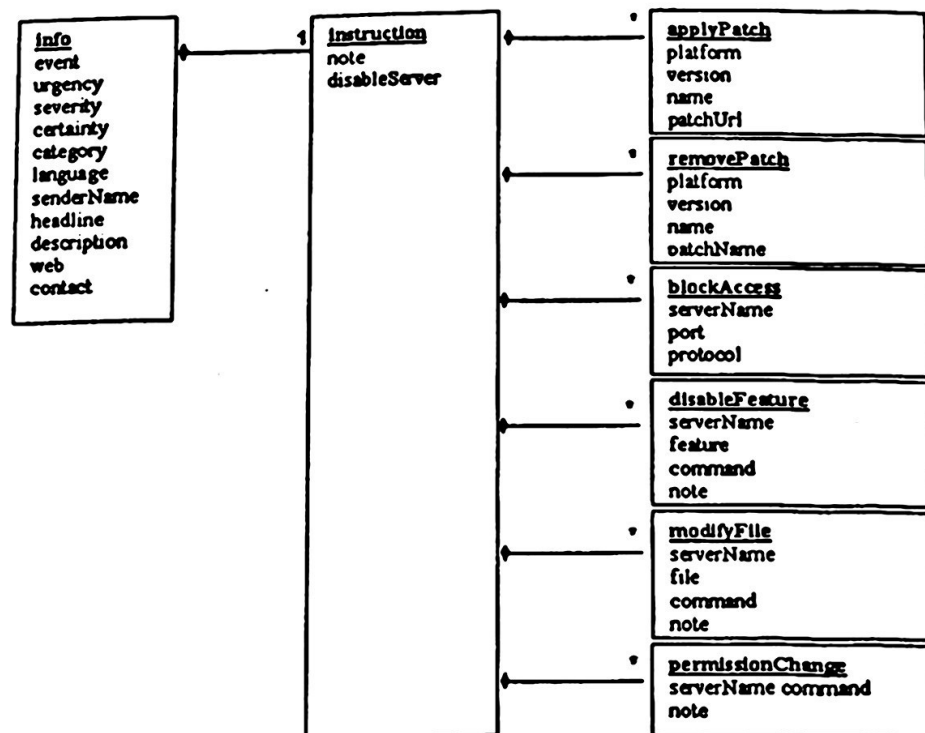 info
event
urgency
severity
certainty
category
language
senderName
headline
description
web
contact
1
instruction
note
disableServer
*
applyPatch
platform
version
name
patchUrl
*
removePatch
platform
version
name
patchName
*
blockAccess
serverName
port
protocol
*
disableFeature
serverName
feature
command
note
*
modifyFile
serverName
file
command
note
*
permissionChange
serverName command
note